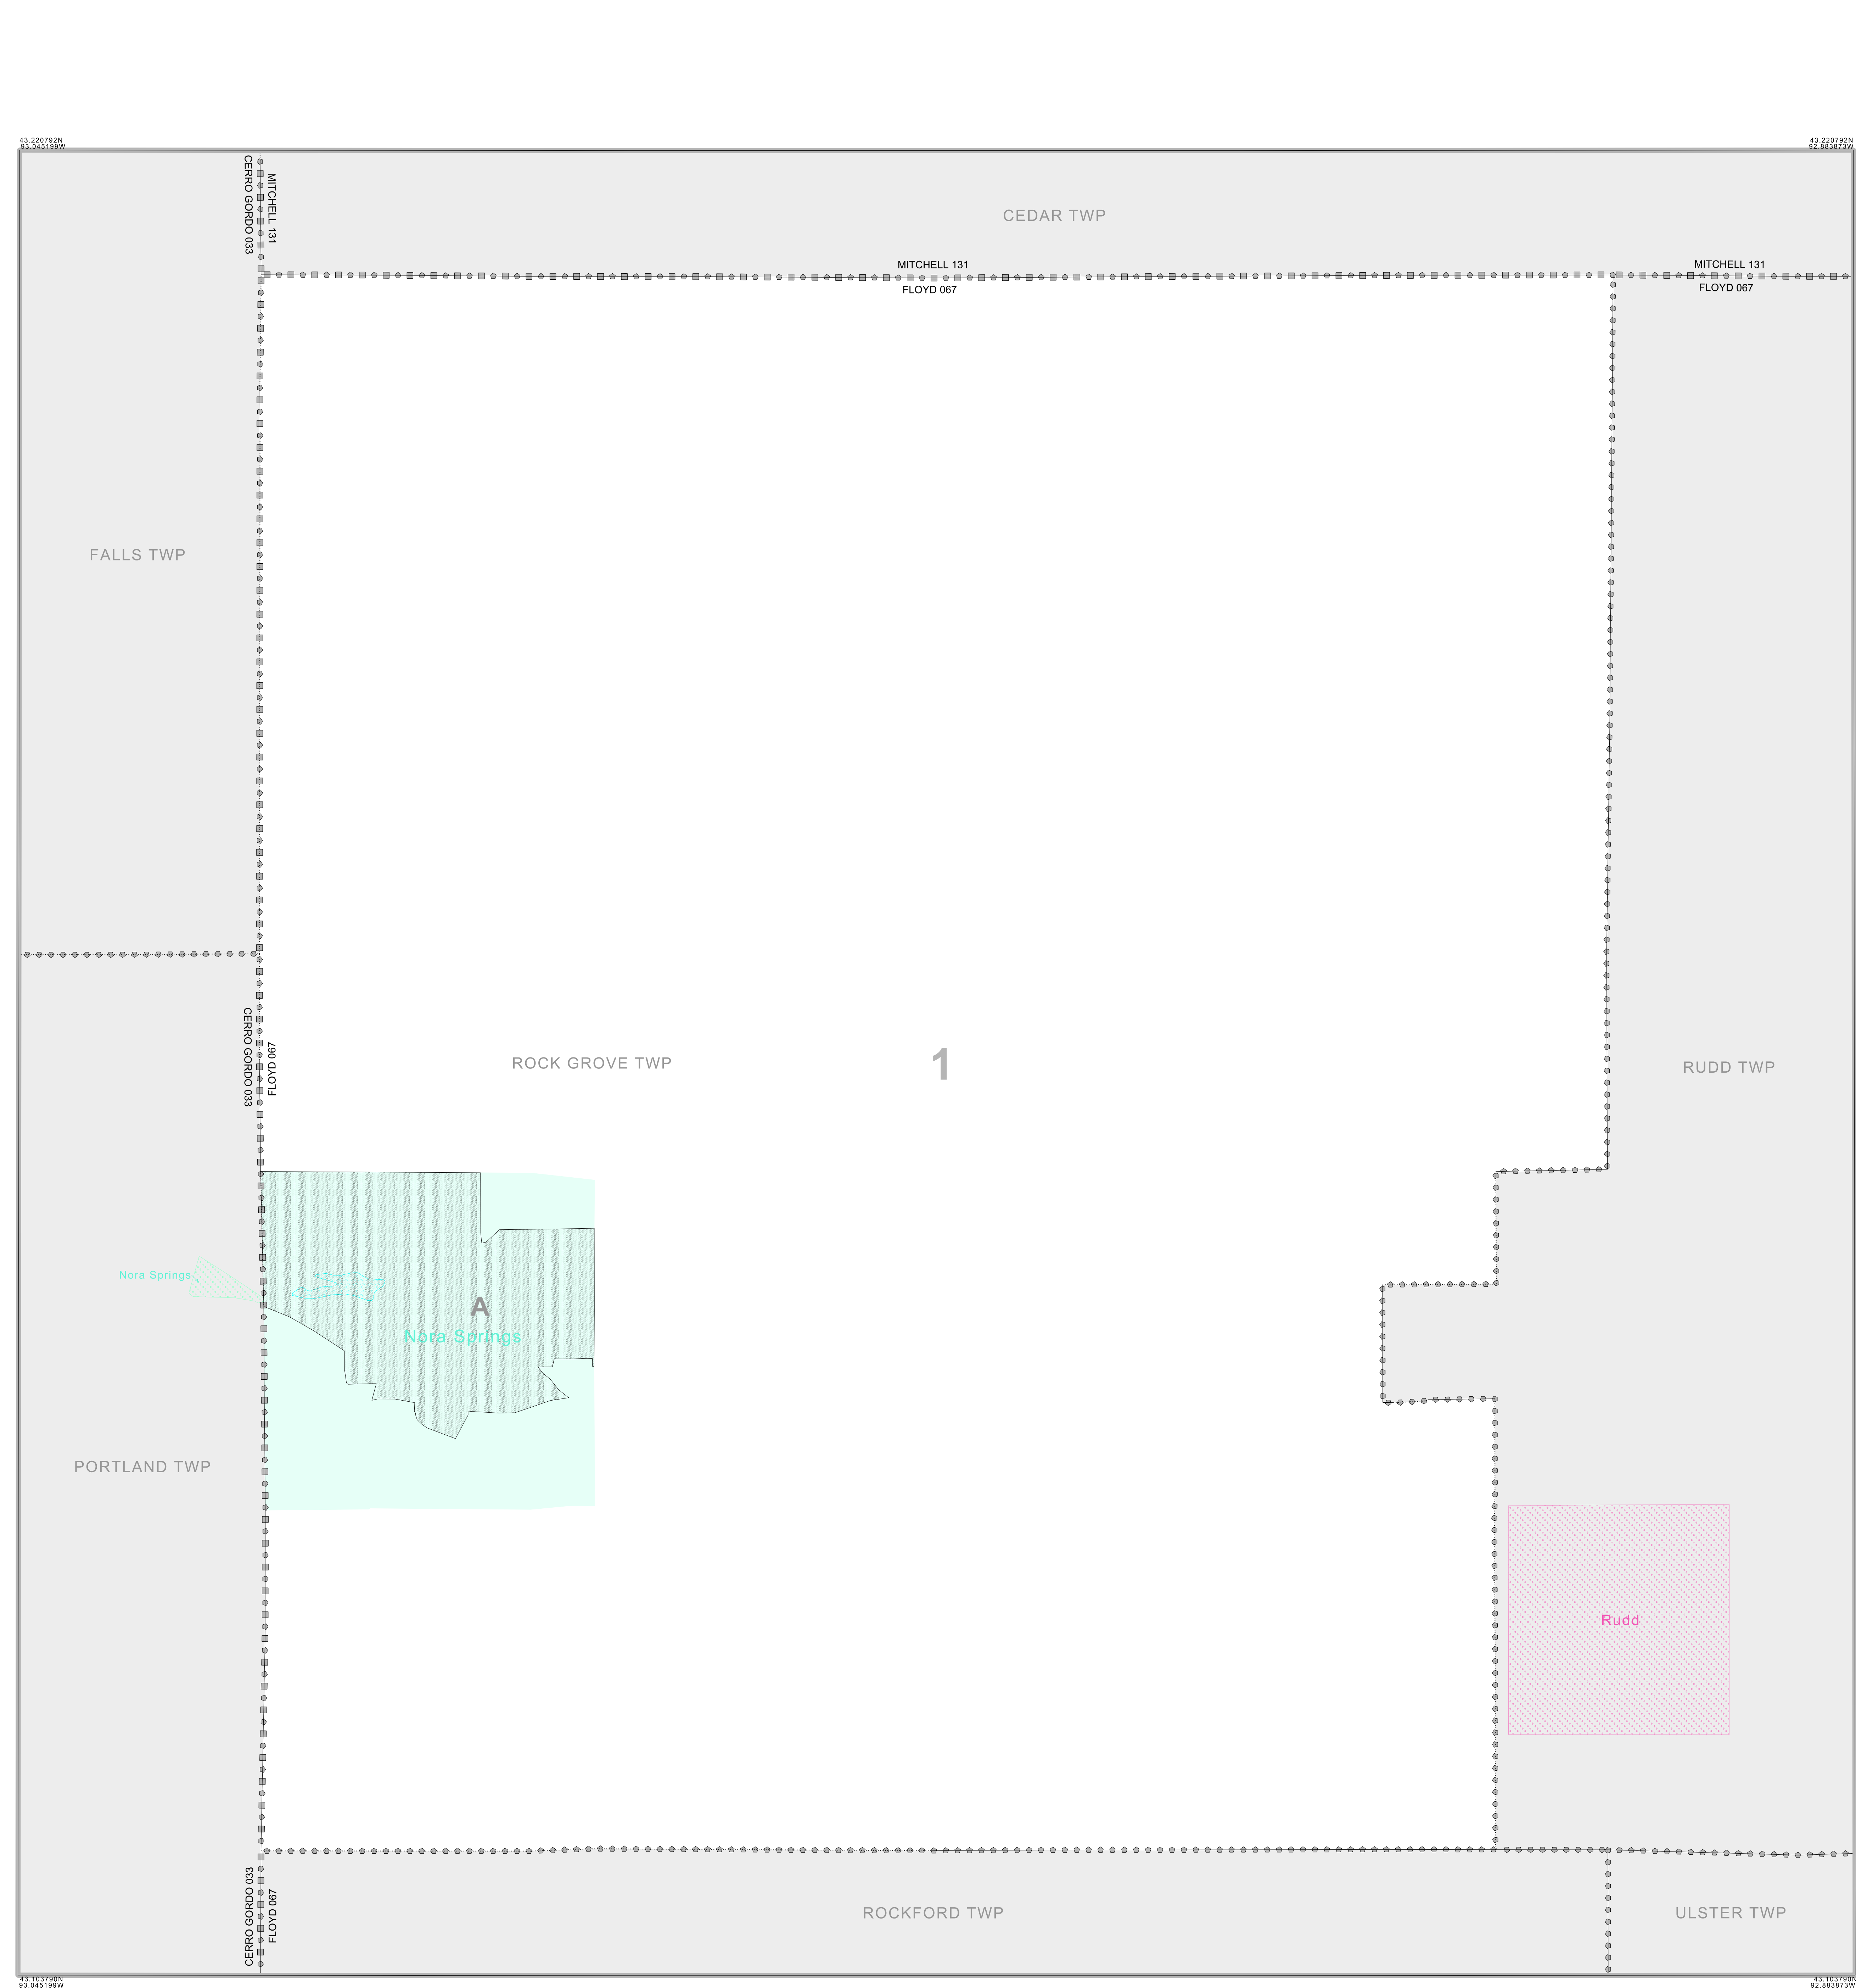 43.220792N
93.045199W
43.220792N
92.883873W
CERRO GORDO 033
MITCHELL 131
CEDAR TWP
MITCHELL 131
FLOYD 067
MITCHELL 131
FLOYD 067
FALLS TWP
CERRO GORDO 033
FLOYD 067
ROCK GROVE TWP
1
RUDD TWP
Nora Springs
A
Nora Springs
PORTLAND TWP
Rudd
CERRO GORDO 033
FLOYD 067
ROCKFORD TWP
ULSTER TWP
43.103790N
93.045199W
43.103790N
92.883873W